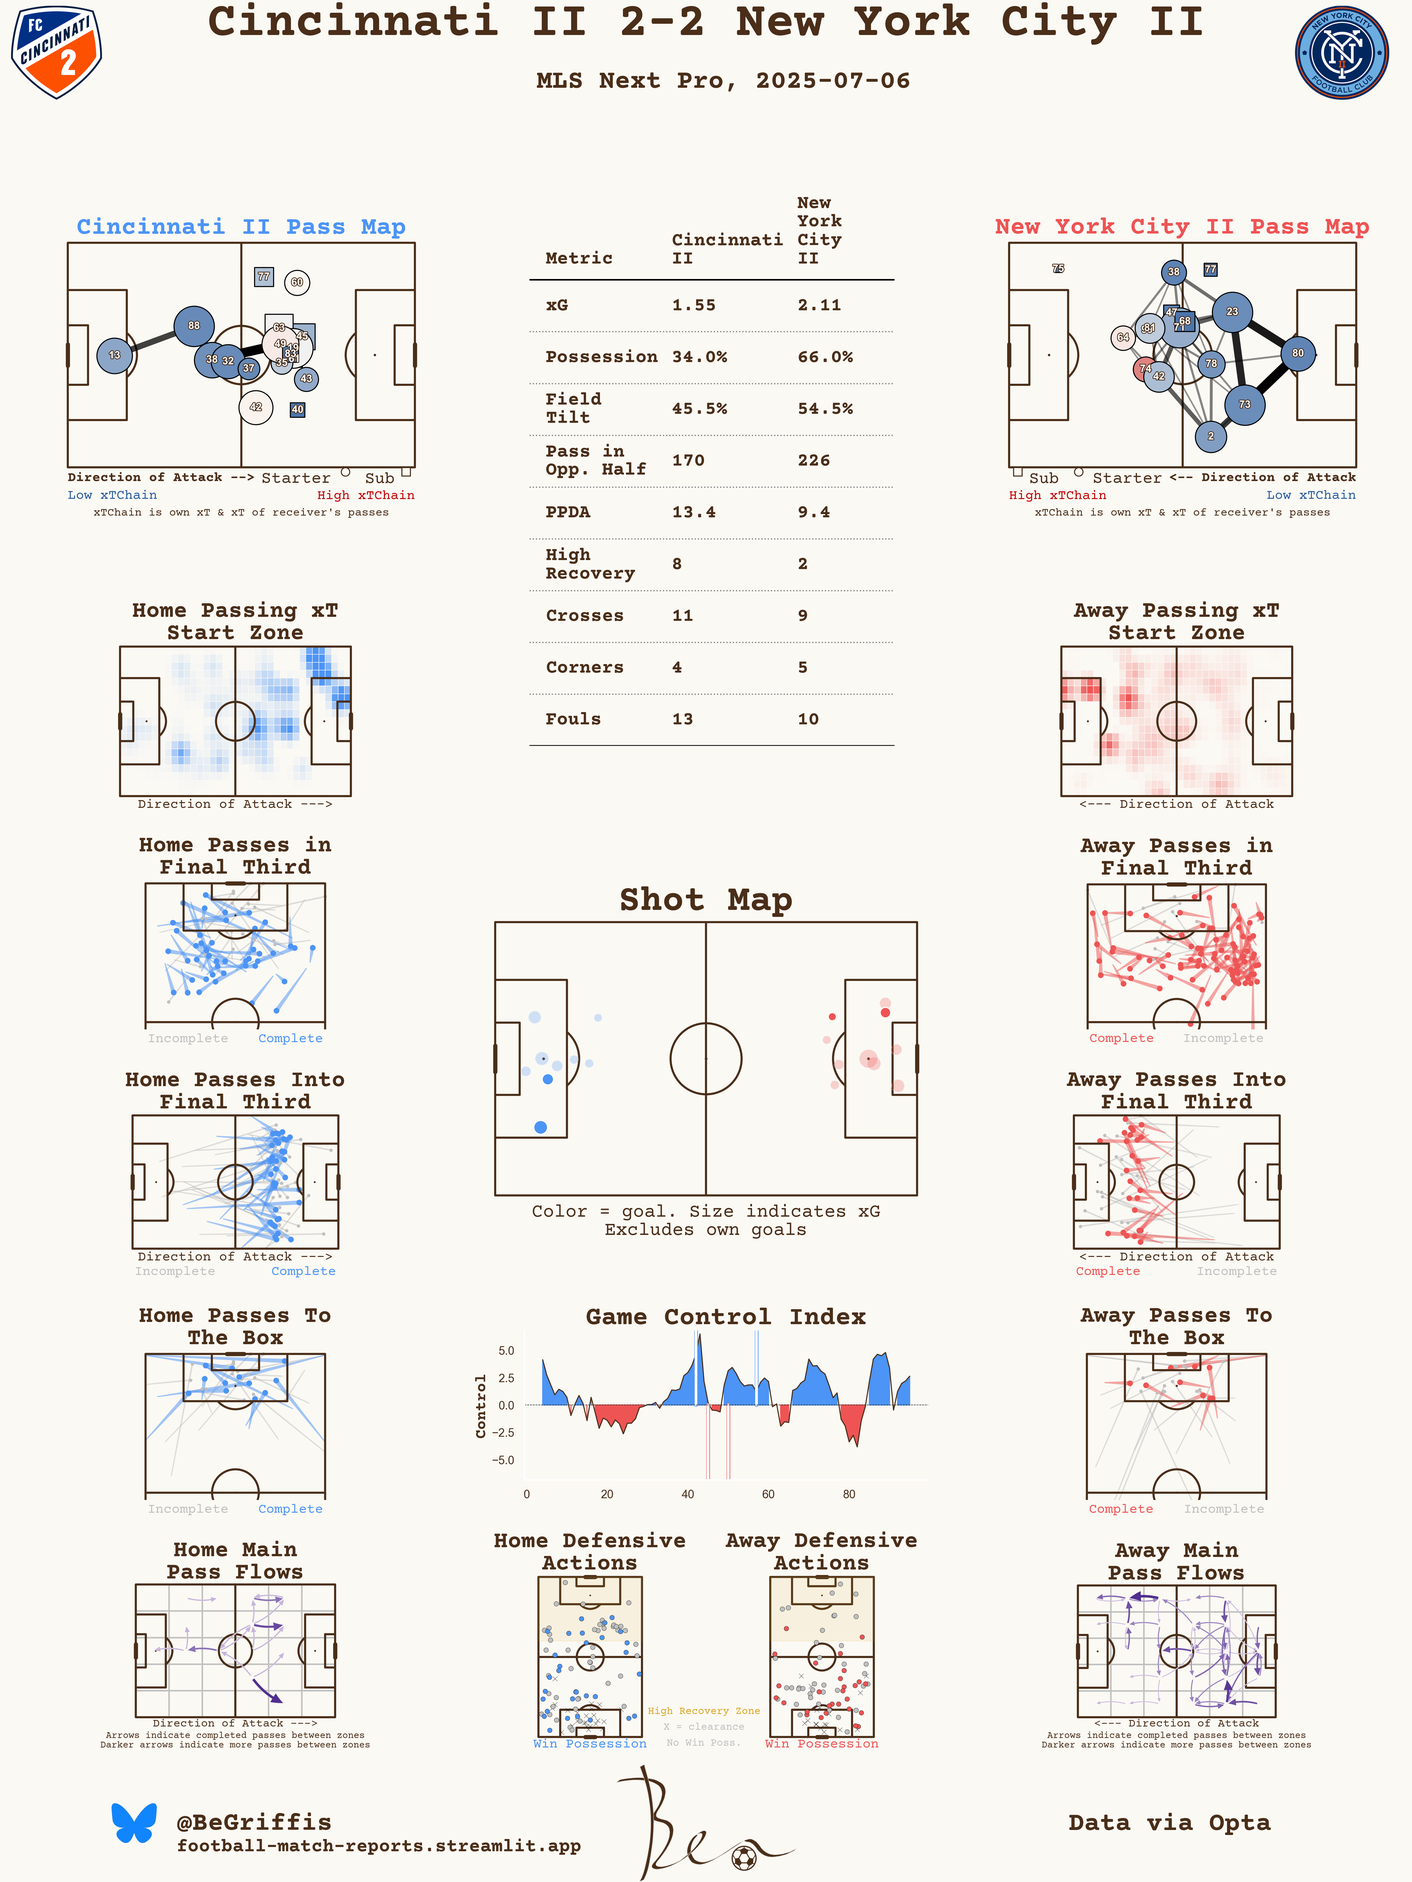 Cincinnati II 2-2 New York City II
MLS Next Pro, 2025-07-06
FC
CINCINNATI
2
NEW YORK CITY
FOOTBALL CLUB
Cincinnati II Pass Map
13
88
38
32
37
77
60
63
45
49
35
43
42
40
Direction of Attack --> Starter Sub
Low xTChain High xTChain
xTChain is own xT & xT of receiver's passes
New
York
Cincinnati City
Metric II II
xG 1.55 2.11
Possession 34.0% 66.0%
Field
Tilt 45.5% 54.5%
Pass in
Opp. Half 170 226
PPDA 13.4 9.4
High
Recovery 8 2
Crosses 11 9
Corners 4 5
Fouls 13 10
New York City II Pass Map
75
38
77
47
68
23
64
81
71
74
42
78
80
73
2
Sub Starter <-- Direction of Attack
High xTChain Low xTChain
xTChain is own xT & xT of receiver's passes
Home Passing xT
Start Zone
Direction of Attack --->
Away Passing xT
Start Zone
<--- Direction of Attack
Home Passes in
Final Third
Incomplete Complete
Away Passes in
Final Third
Complete Incomplete
Shot Map
Color = goal. Size indicates xG
Excludes own goals
Home Passes Into
Final Third
Direction of Attack --->
Incomplete Complete
Away Passes Into
Final Third
<--- Direction of Attack
Complete Incomplete
Home Passes To
The Box
Incomplete Complete
Game Control Index
Control
5.0
2.5
0.0
−2.5
−5.0
0 20 40 60 80
Away Passes To
The Box
Complete Incomplete
Home Main
Pass Flows
Direction of Attack --->
Arrows indicate completed passes between zones
Darker arrows indicate more passes between zones
Home Defensive
Actions
Win Possession
High Recovery Zone
X = clearance
No Win Poss.
Away Defensive
Actions
Win Possession
Away Main
Pass Flows
<--- Direction of Attack
Arrows indicate completed passes between zones
Darker arrows indicate more passes between zones
@BeGriffis
football-match-reports.streamlit.app
Ben
Data via Opta